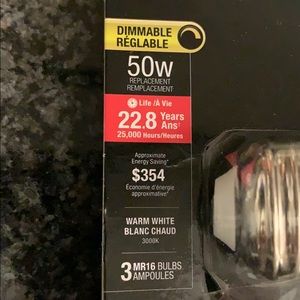 DIMMABLE
RÉGLABLE
50W
REPLACEMENT
REMPLACEMENT
Life /À Vie
22.8 Years
Ans†
25,000 Hours/Heures
Approximate
Energy Saving*
$354
Économie d'énergie
approximative*
WARM WHITE
BLANC CHAUD
3000K
3 MR16 BULBS
AMPOULES